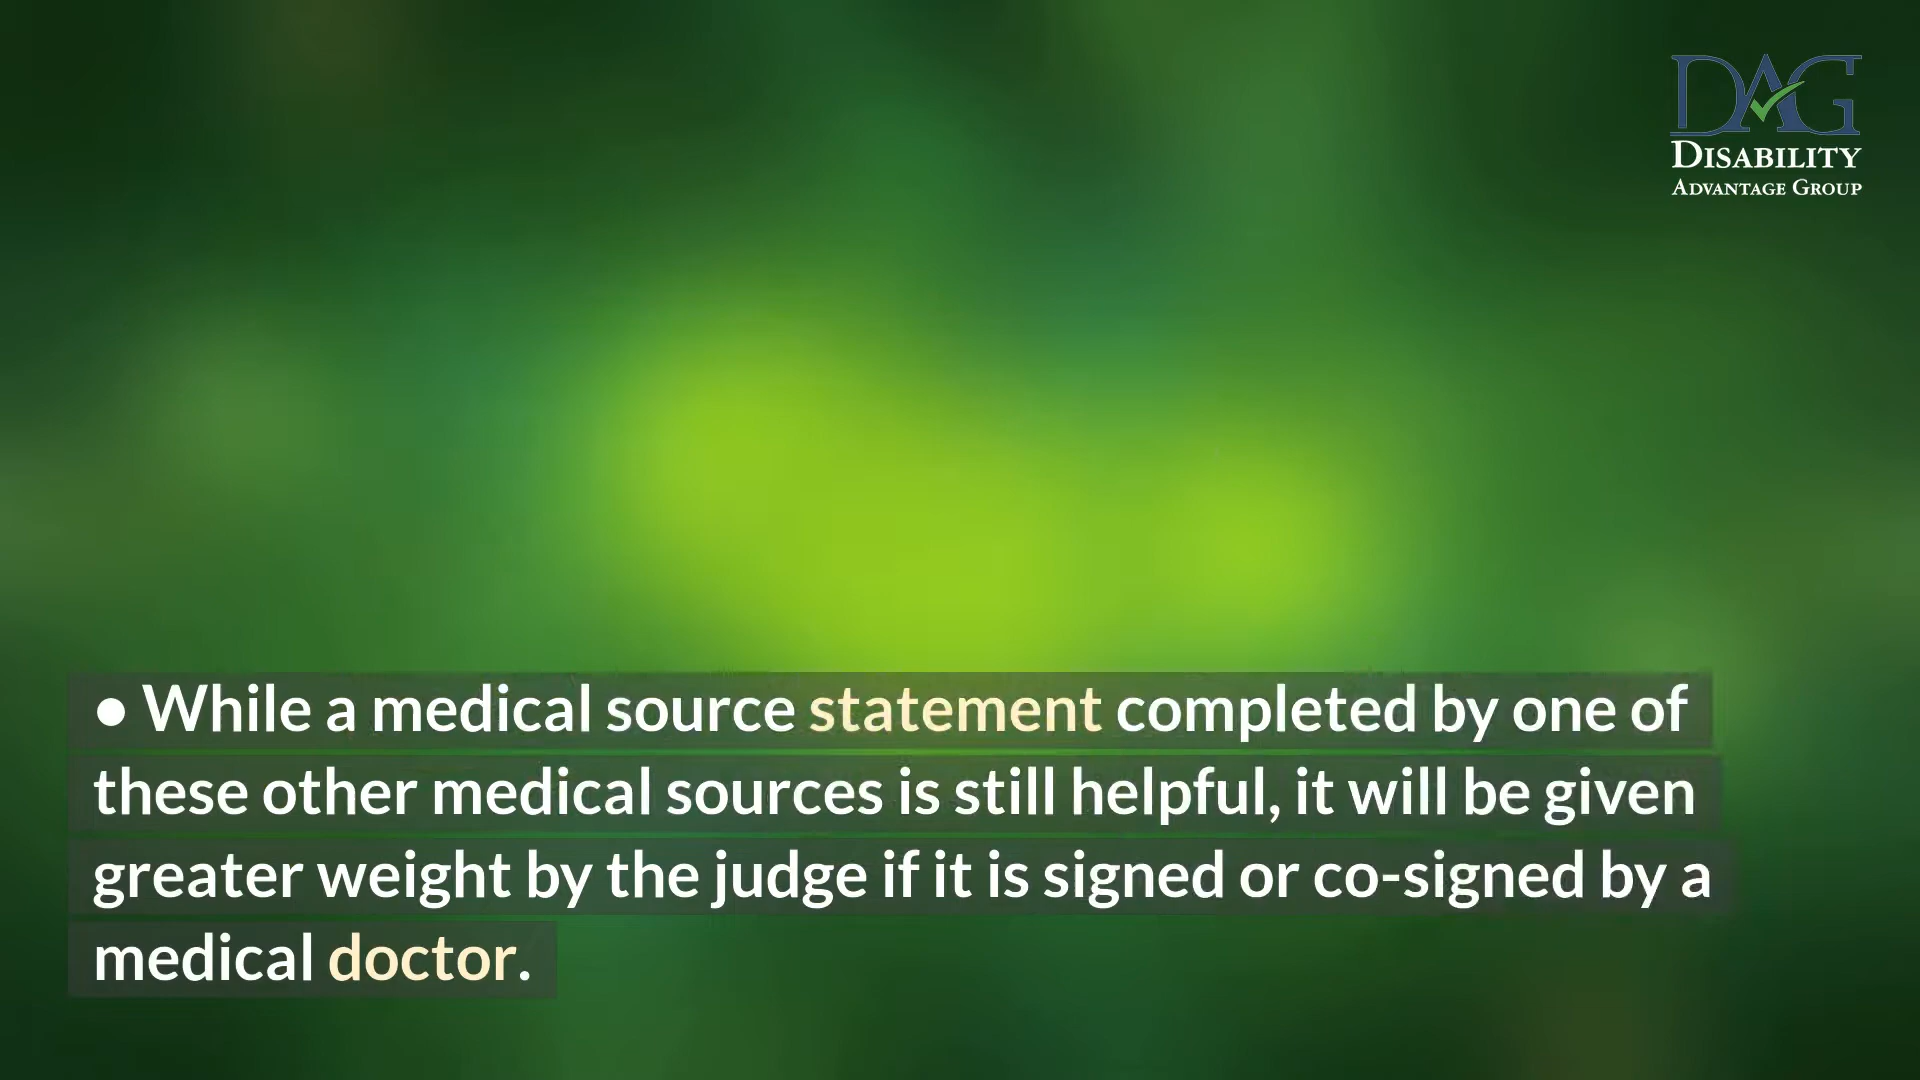 DAG
DISABILITY
ADVANTAGE GROUP
● While a medical source statement completed by one of
these other medical sources is still helpful, it will be given
greater weight by the judge if it is signed or co-signed by a
medical doctor.